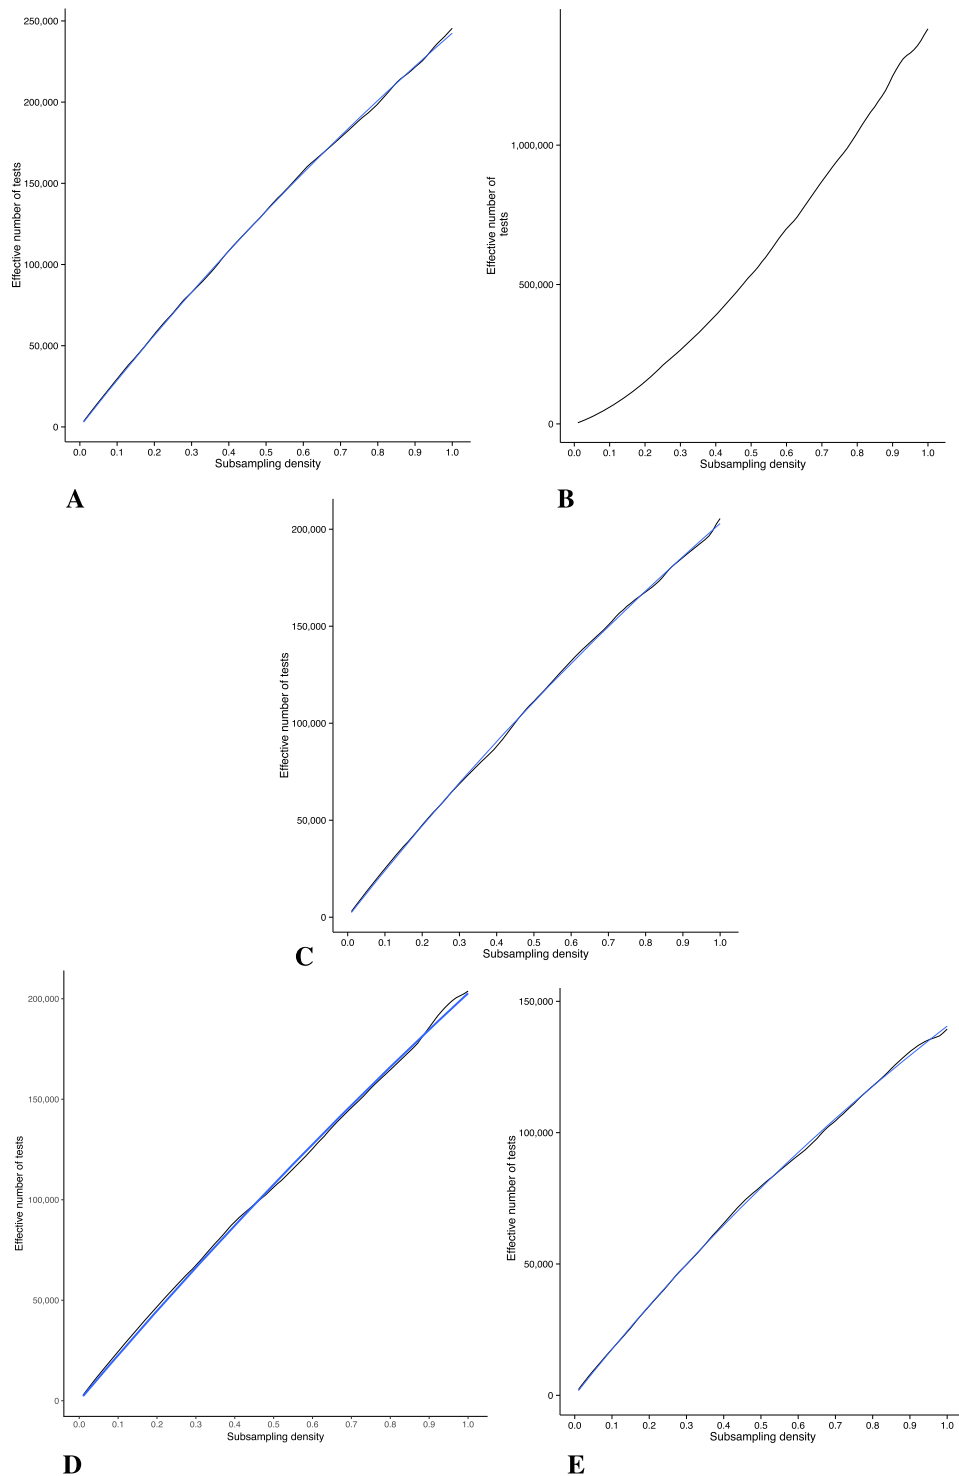 250,000
200,000
150,000
100,000
50,000
0
Effective number of tests
0.0 0.1 0.2 0.3 0.4 0.5 0.6 0.7 0.8 0.9 1.0
Subsampling density
A
1,000,000
500,000
0
Effective number of
tests
0.0 0.1 0.2 0.3 0.4 0.5 0.6 0.7 0.8 0.9 1.0
Subsampling density
B
200,000
150,000
100,000
50,000
0
Effective number of tests
0.0 0.1 0.2 0.3 0.4 0.5 0.6 0.7 0.8 0.9 1.0
Subsampling density
C
200,000
150,000
100,000
50,000
0
Effective number of tests
0.0 0.1 0.2 0.3 0.4 0.5 0.6 0.7 0.8 0.9 1.0
Subsampling density
D
150,000
100,000
50,000
0
Effective number of tests
0.0 0.1 0.2 0.3 0.4 0.5 0.6 0.7 0.8 0.9 1.0
Subsampling density
E